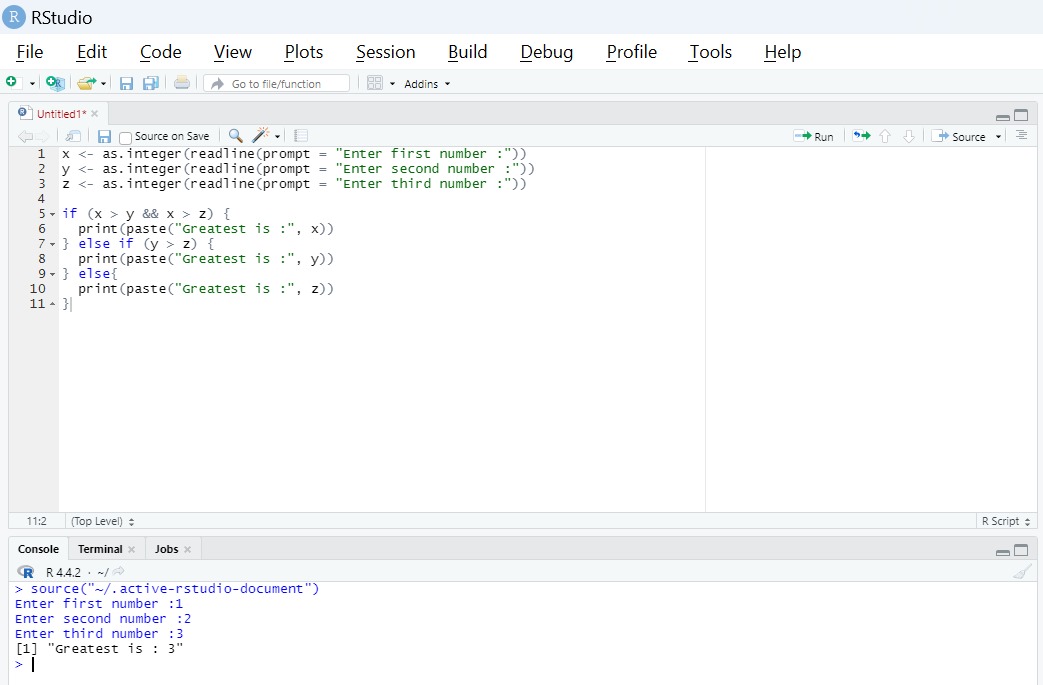 R RStudio
File Edit Code View Plots Session Build Debug Profile Tools Help
Go to file/function Addins
Untitled1*
Source on Save Run Source
1 x <- as.integer(readline(prompt = "Enter first number :"))
2 y <- as.integer(readline(prompt = "Enter second number :"))
3 z <- as.integer(readline(prompt = "Enter third number :"))
4
5 if (x > y && x > z) {
6   print(paste("Greatest is :", x))
7 } else if (y > z) {
8   print(paste("Greatest is :", y))
9 } else{
10   print(paste("Greatest is :", z))
11 }
11:2 (Top Level) R Script
Console Terminal Jobs
R R 4.4.2 · ~/
> source("~/.active-rstudio-document")
Enter first number :1
Enter second number :2
Enter third number :3
[1] "Greatest is : 3"
>